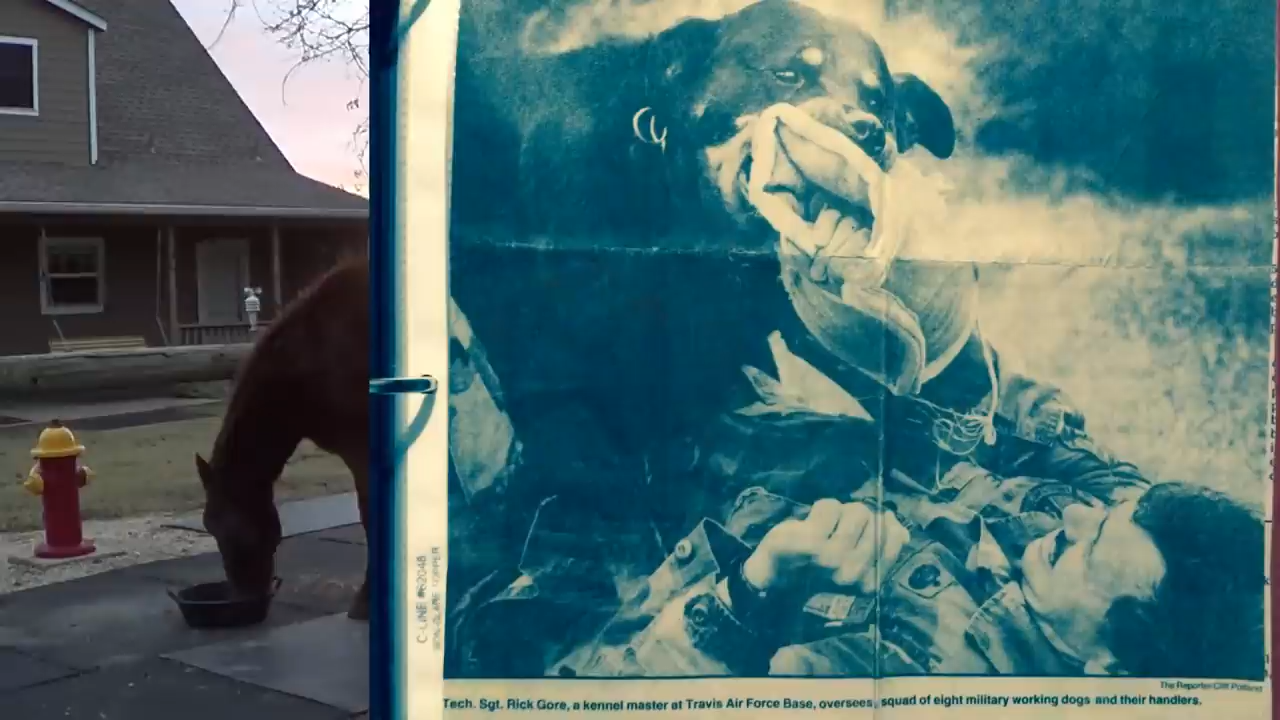 C-LINE #62048
The Reporter/Cliff Polland
Tech. Sgt. Rick Gore, a kennel master at Travis Air Force Base, oversees squad of eight military working dogs and their handlers.